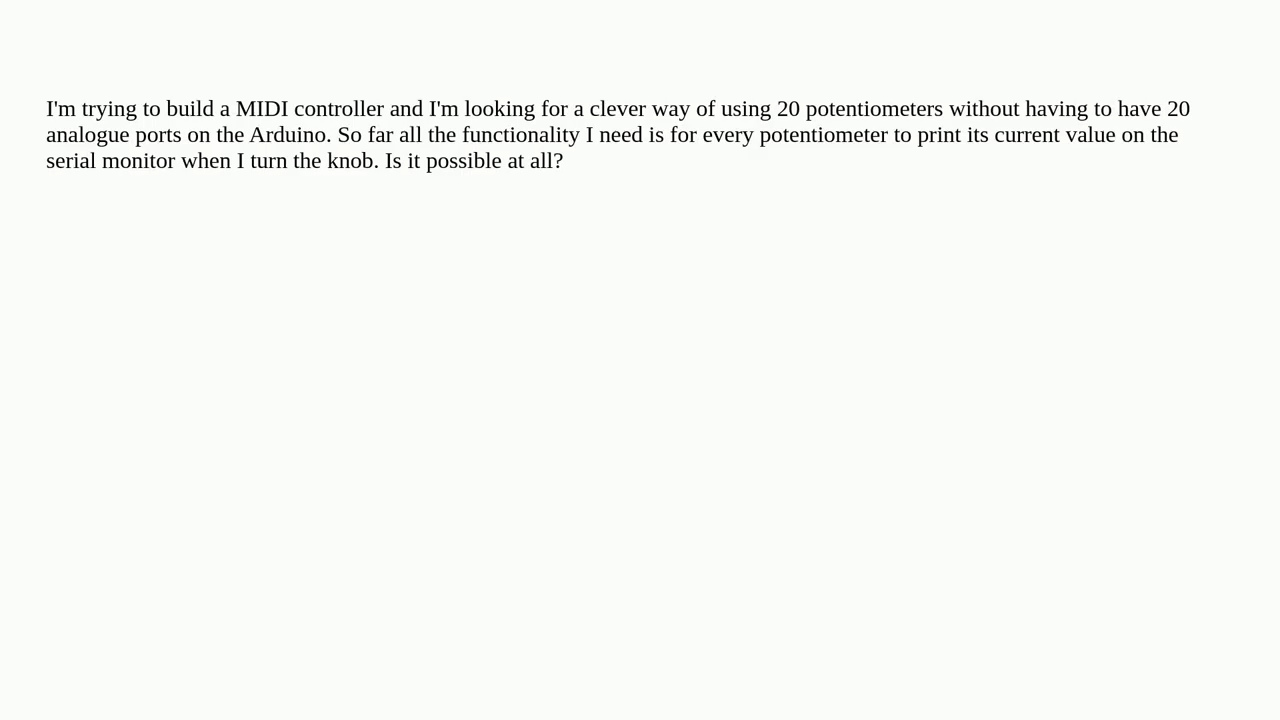 I'm trying to build a MIDI controller and I'm looking for a clever way of using 20 potentiometers without having to have 20
analogue ports on the Arduino. So far all the functionality I need is for every potentiometer to print its current value on the
serial monitor when I turn the knob. Is it possible at all?